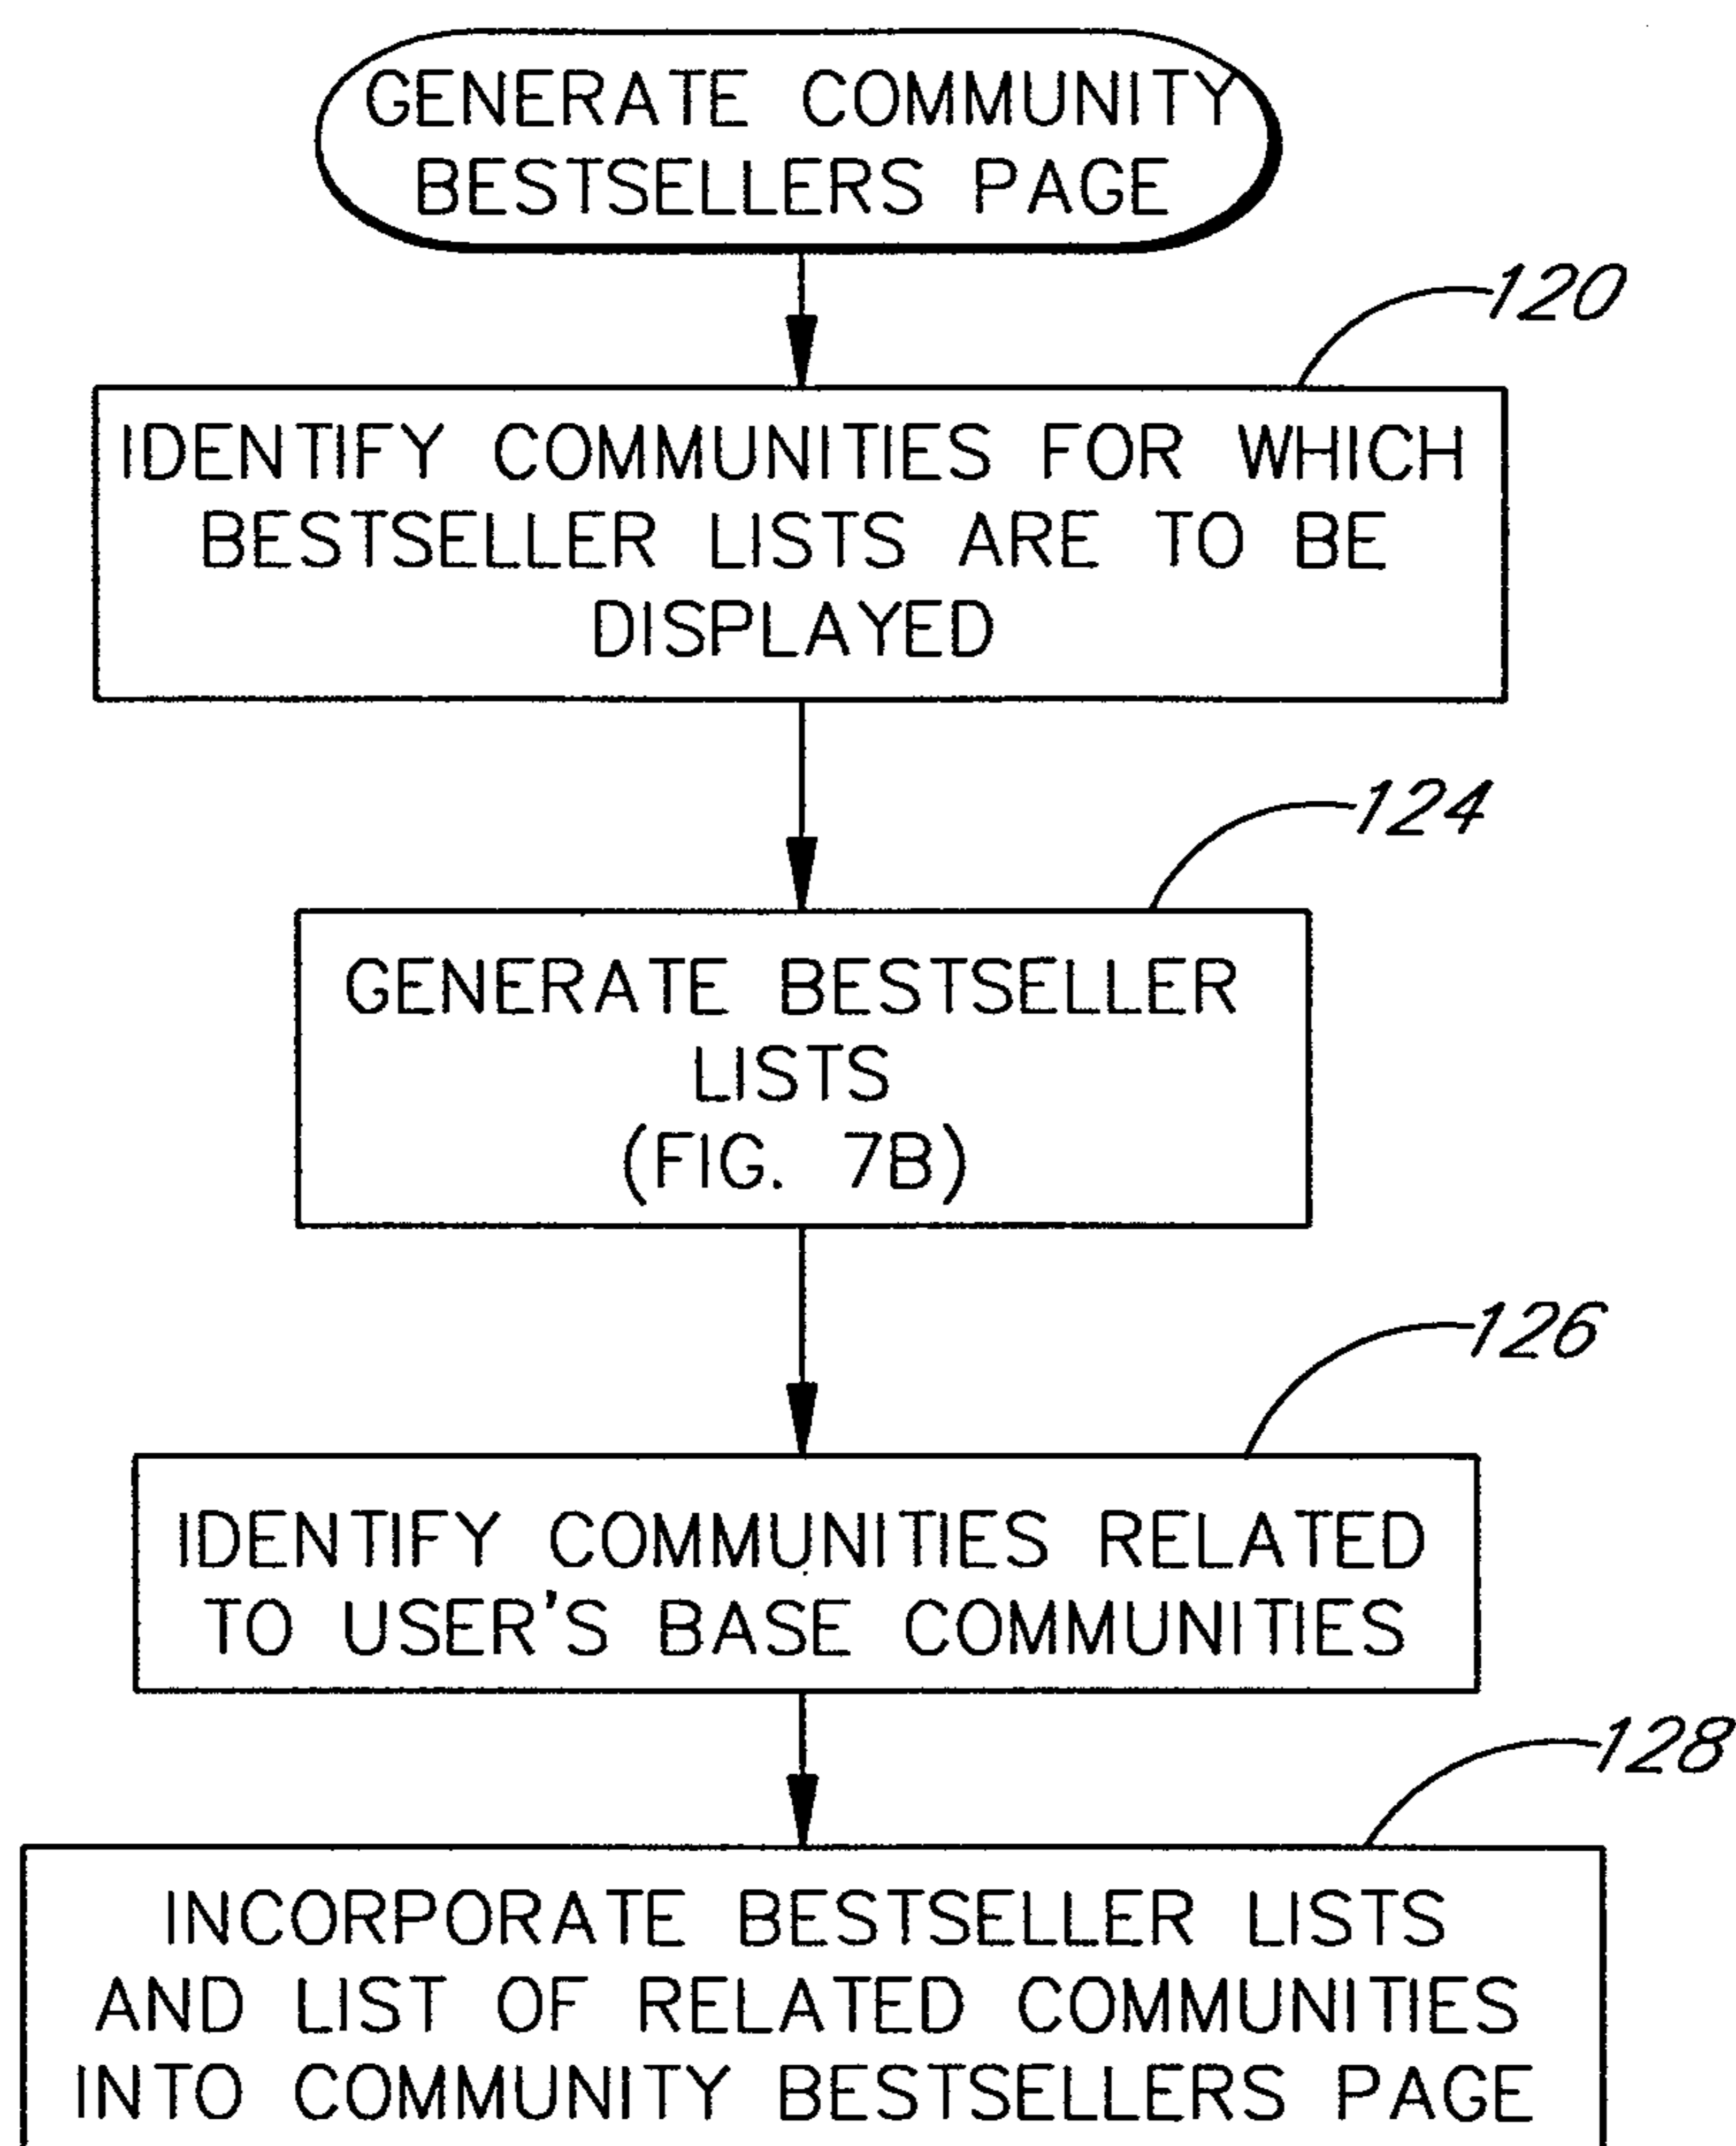 GENERATE COMMUNITY
BESTSELLERS PAGE
120
IDENTIFY COMMUNITIES FOR WHICH
BESTSELLER LISTS ARE TO BE
DISPLAYED
124
GENERATE BESTSELLER
LISTS
(FIG. 7B)
126
IDENTIFY COMMUNITIES RELATED
TO USER'S BASE COMMUNITIES
128
INCORPORATE BESTSELLER LISTS
AND LIST OF RELATED COMMUNITIES
INTO COMMUNITY BESTSELLERS PAGE